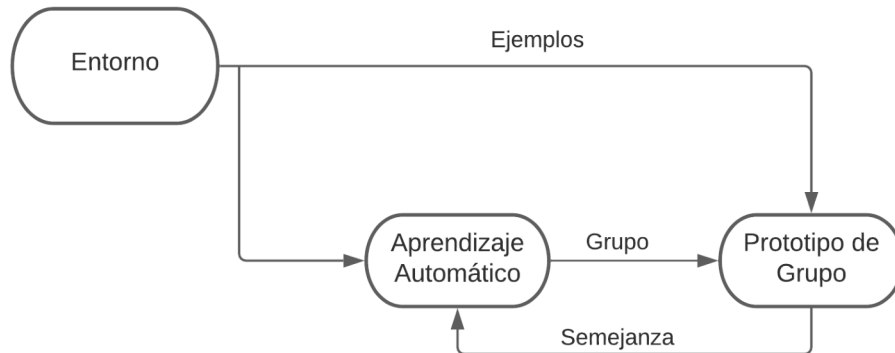 Ejemplos
Entorno
Aprendizaje
Automático
Grupo
Prototipo de
Grupo
Semejanza